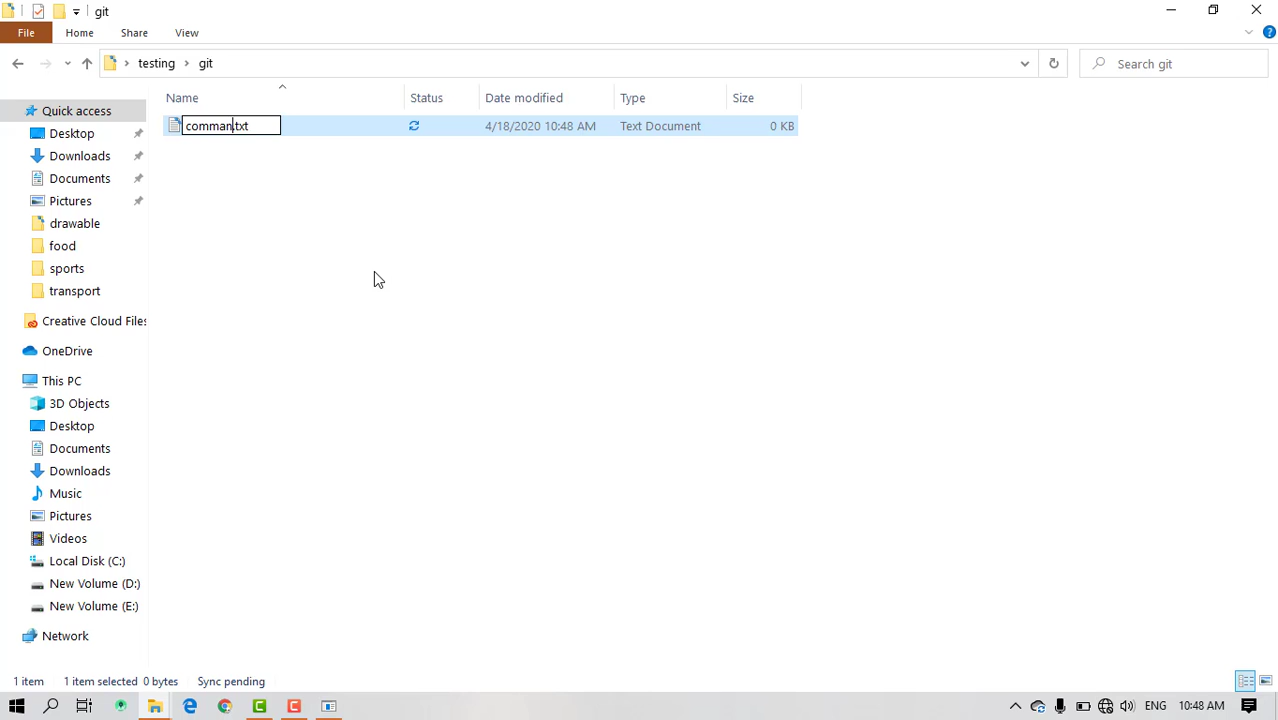 git
File Home Share View
testing git Search git
Name Status Date modified Type Size
comman.txt 4/18/2020 10:48 AM Text Document 0 KB
Quick access
Desktop
Downloads
Documents
Pictures
drawable
food
sports
transport
Creative Cloud Files
OneDrive
This PC
3D Objects
Desktop
Documents
Downloads
Music
Pictures
Videos
Local Disk (C:)
New Volume (D:)
New Volume (E:)
Network
1 item 1 item selected 0 bytes Sync pending
ENG 10:48 AM